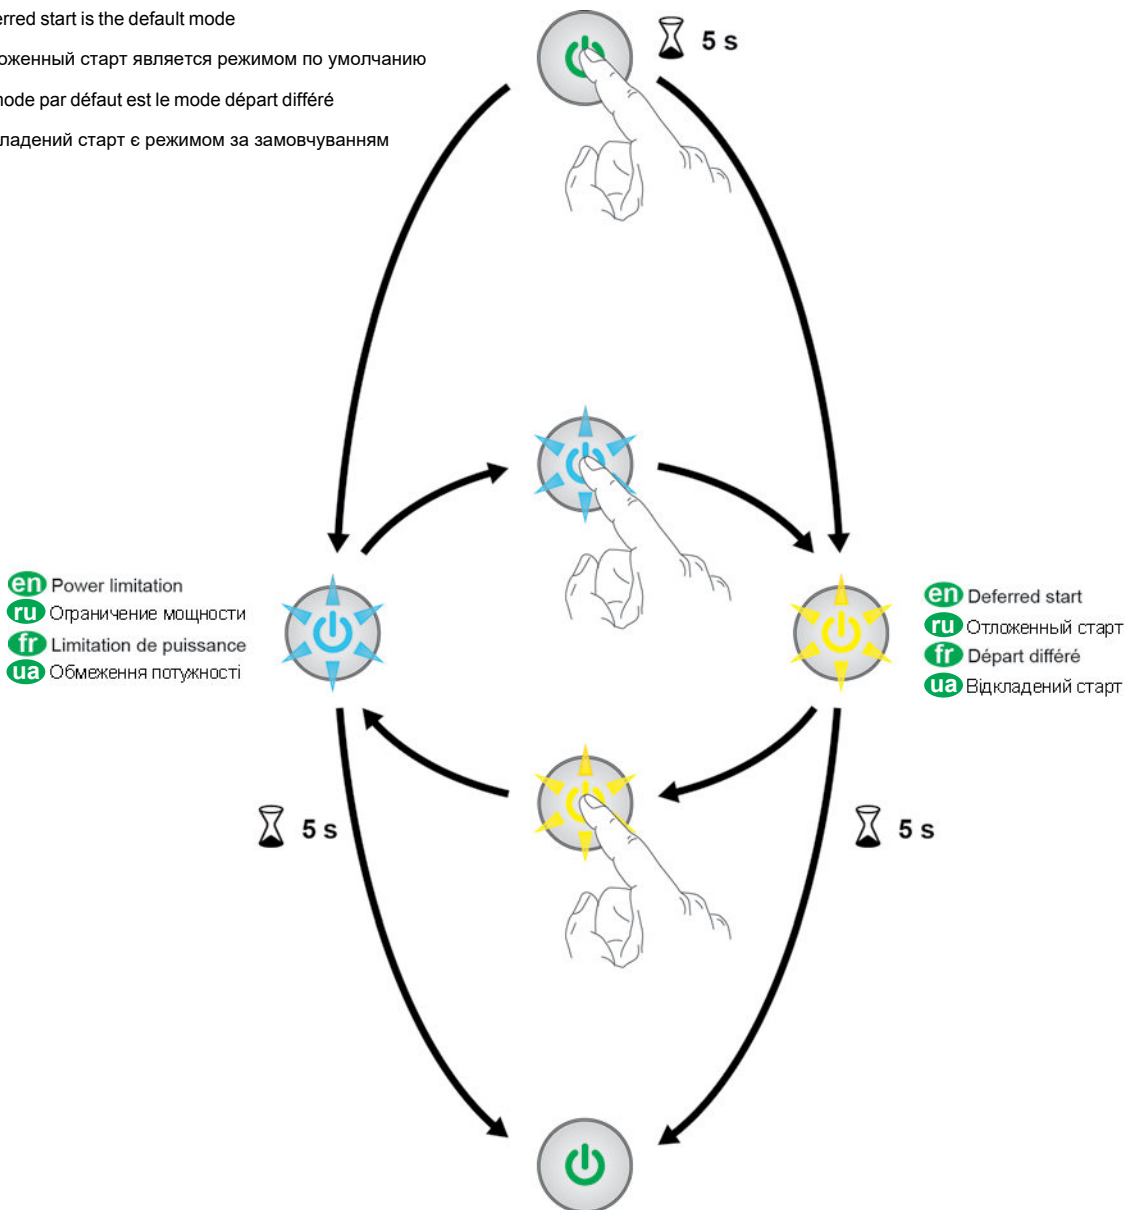 erred start is the default mode
5 s
оженный старт является режимом по умолчанию
mode par défaut est le mode départ différé
кладений старт є режимом за замовчуванням
en Power limitation
ru Ограничение мощности
fr Limitation de puissance
ua Обмеження потужності
en Deferred start
ru Отложенный старт
fr Départ différé
ua Відкладений старт
5 s
5 s